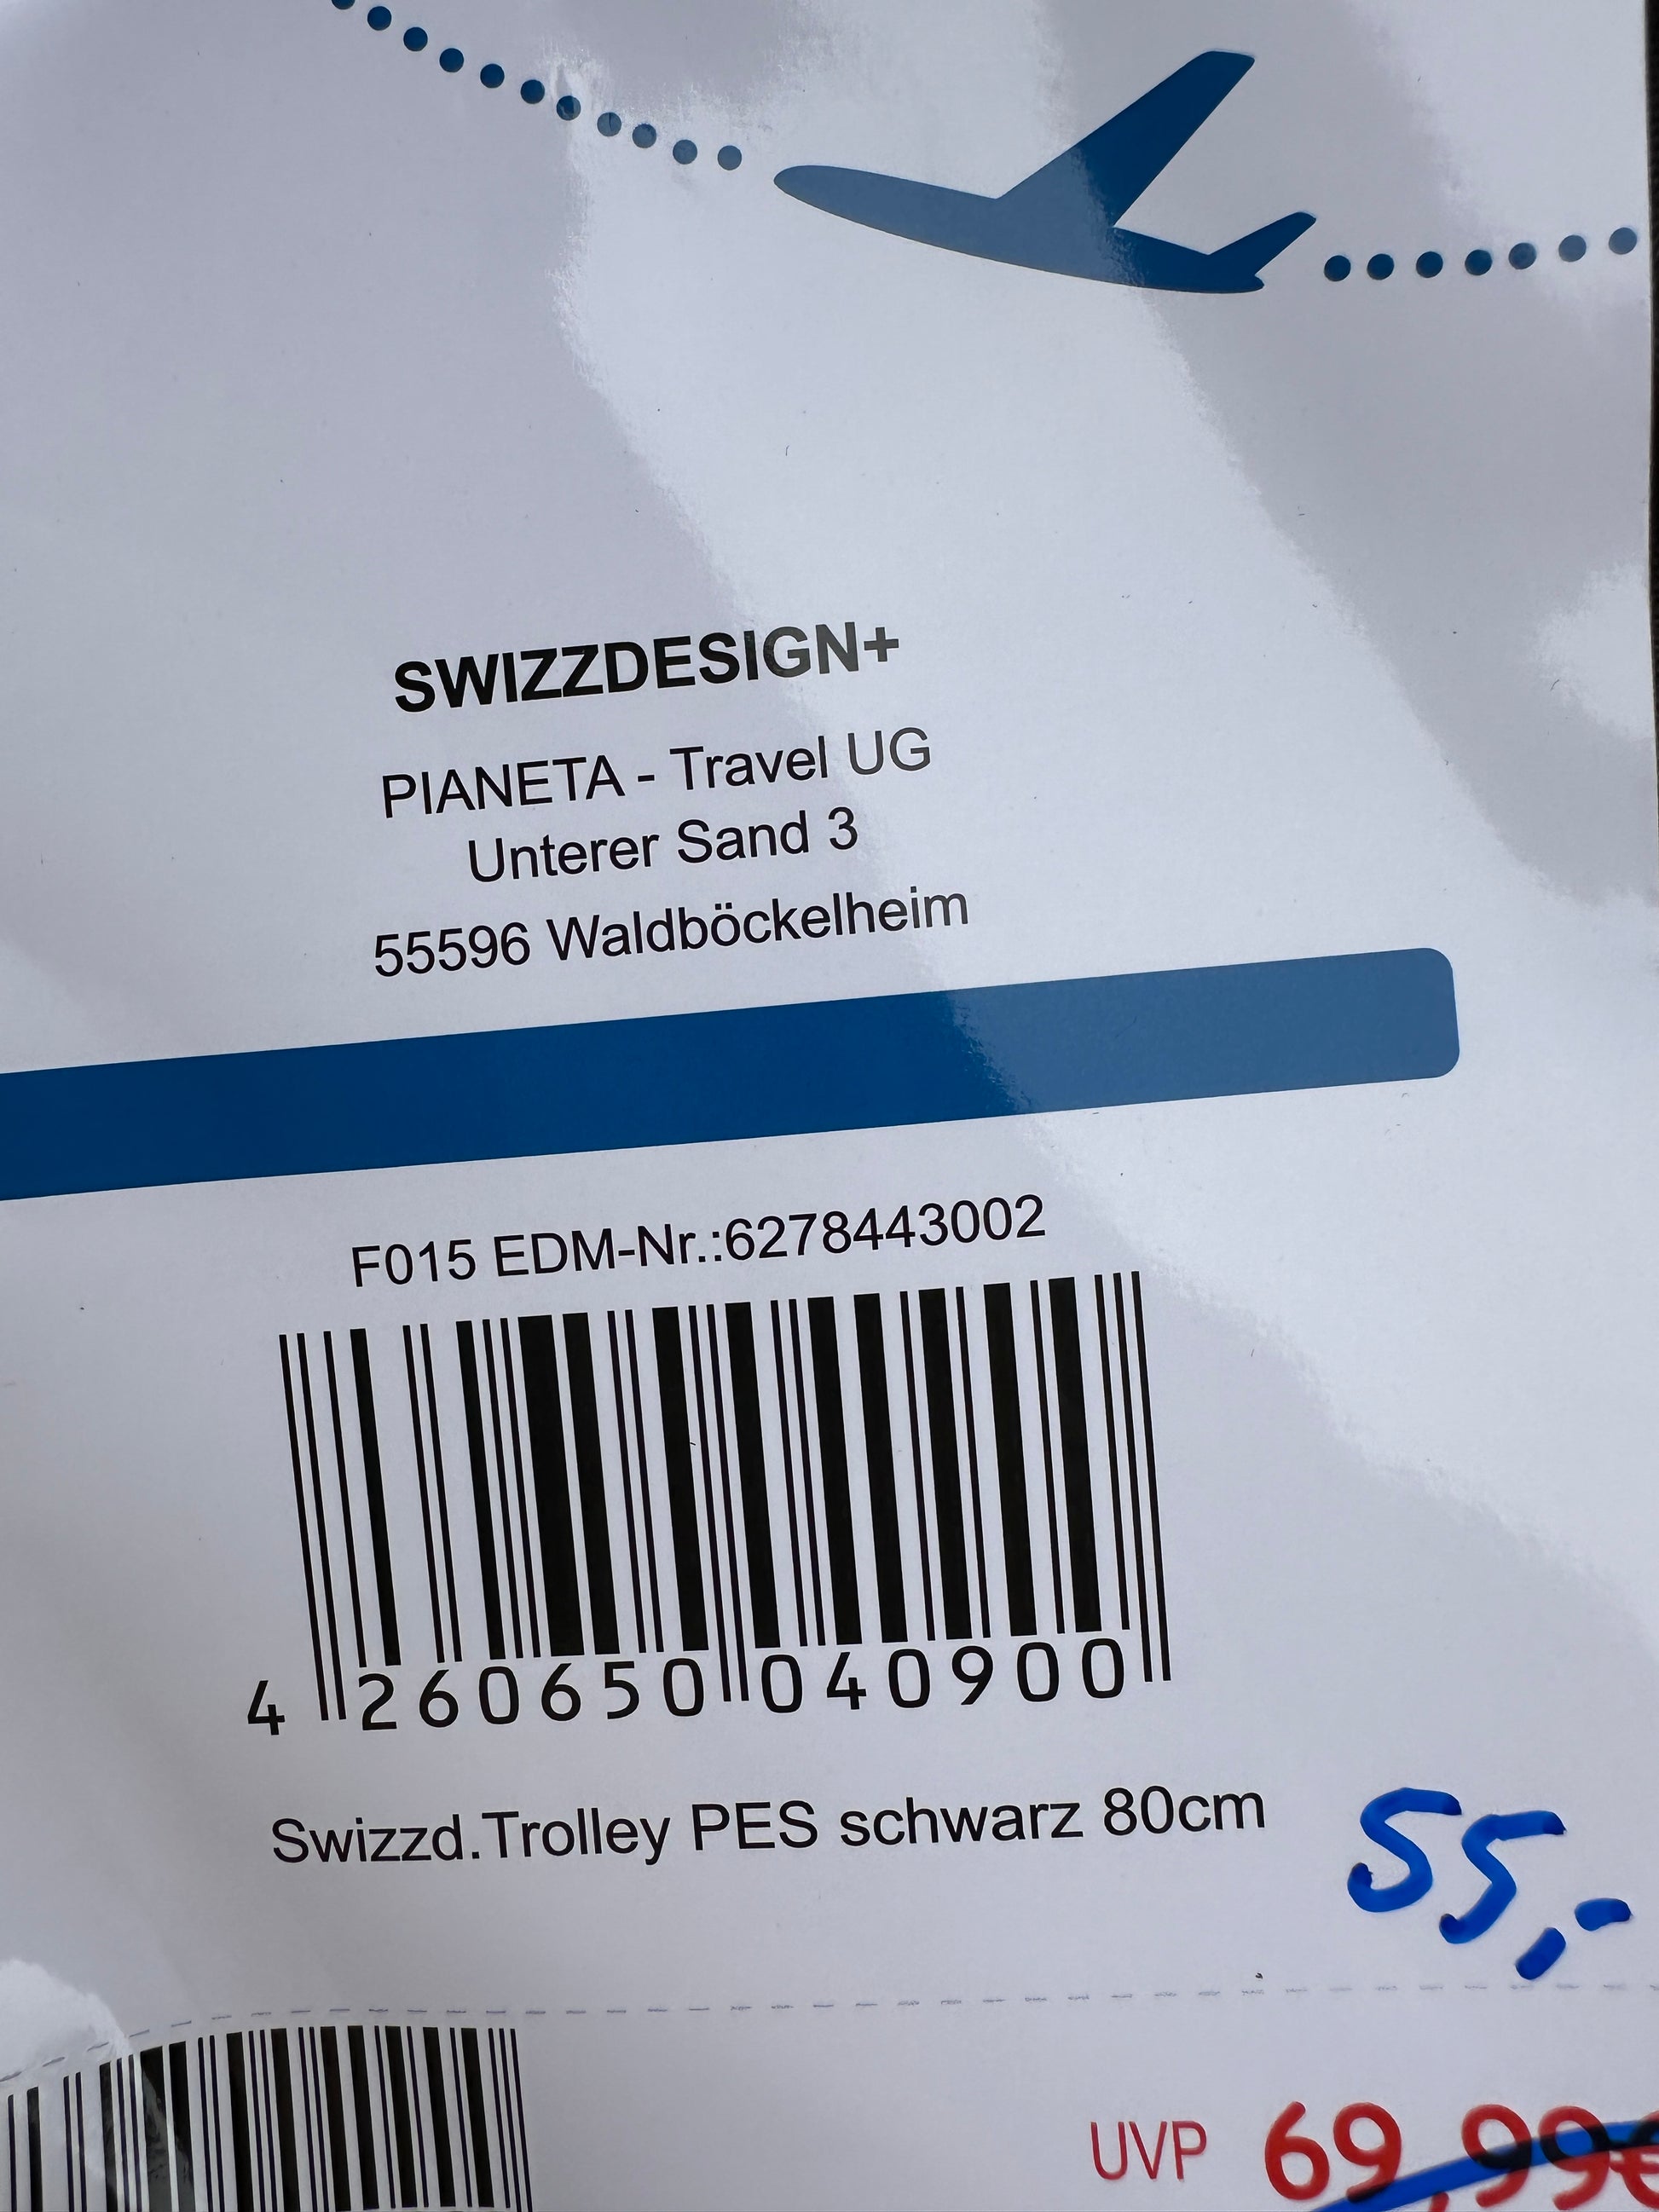 SWIZZDESIGN+
PIANETA - Travel UG
Unterer Sand 3
55596 Waldböckelheim
F015 EDM-Nr.:6278443002
4 260650 040900
Swizzd.Trolley PES schwarz 80cm
55,-
UVP 69,99€